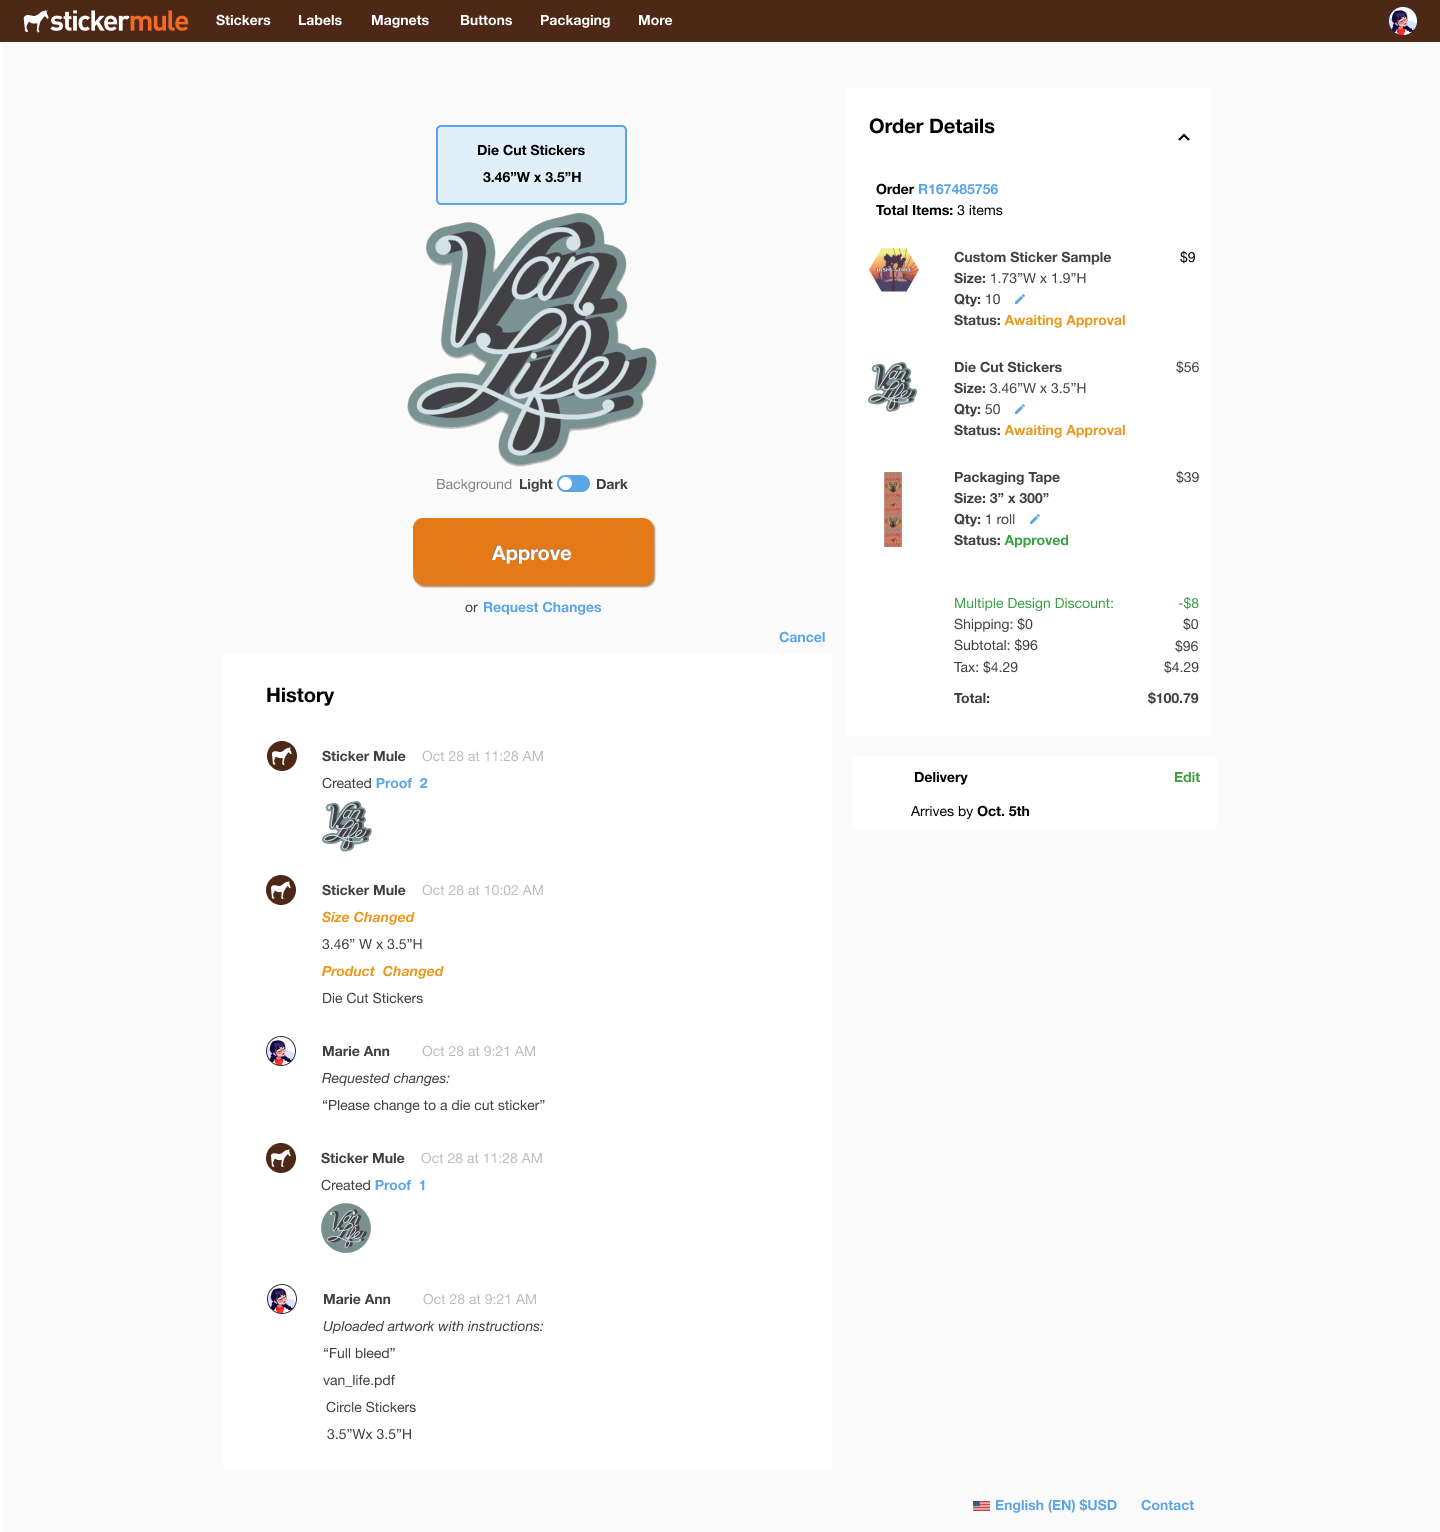 stickermule Stickers Labels Magnets Buttons Packaging More
Die Cut Stickers
3.46”W x 3.5”H
Van
Life
Background Light Dark
Approve
or Request Changes
Cancel
History
Sticker Mule Oct 28 at 11:28 AM
Created Proof 2
Van
Life
Sticker Mule Oct 28 at 10:02 AM
Size Changed
3.46” W x 3.5”H
Product Changed
Die Cut Stickers
Marie Ann Oct 28 at 9:21 AM
Requested changes:
“Please change to a die cut sticker”
Sticker Mule Oct 28 at 11:28 AM
Created Proof 1
Van
Life
Marie Ann Oct 28 at 9:21 AM
Uploaded artwork with instructions:
“Full bleed”
van_life.pdf
Circle Stickers
3.5”Wx 3.5”H
Order Details
Order R167485756
Total Items: 3 items
Custom Sticker Sample $9
Size: 1.73”W x 1.9”H
Qty: 10
Status: Awaiting Approval
Van
Life
Die Cut Stickers $56
Size: 3.46”W x 3.5”H
Qty: 50
Status: Awaiting Approval
Packaging Tape $39
Size: 3” x 300”
Qty: 1 roll
Status: Approved
Multiple Design Discount: -$8
Shipping: $0 $0
Subtotal: $96 $96
Tax: $4.29 $4.29
Total: $100.79
Delivery Edit
Arrives by Oct. 5th
English (EN) $USD Contact